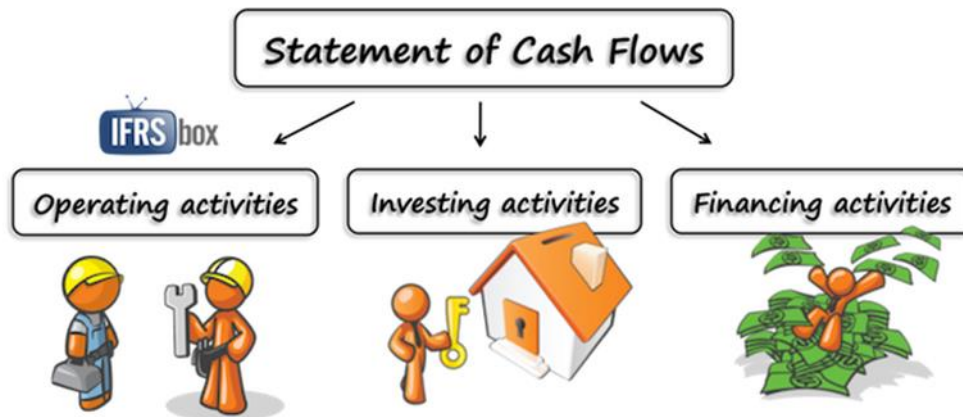 Statement of Cash Flows
IFRS box
Operating activities
Investing activities
Financing activities